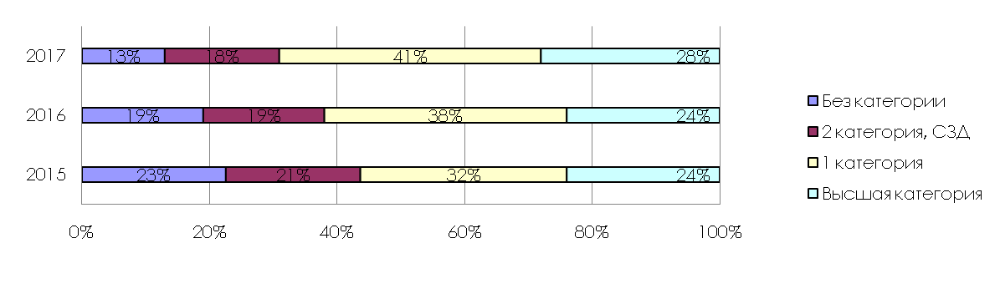 2017 13% 18% 41% 28%
2016 19% 19% 38% 24%
2015 23% 21% 32% 24%
0% 20% 40% 60% 80% 100%
Без категории
2 категория, СЗД
1 категория
Высшая категория